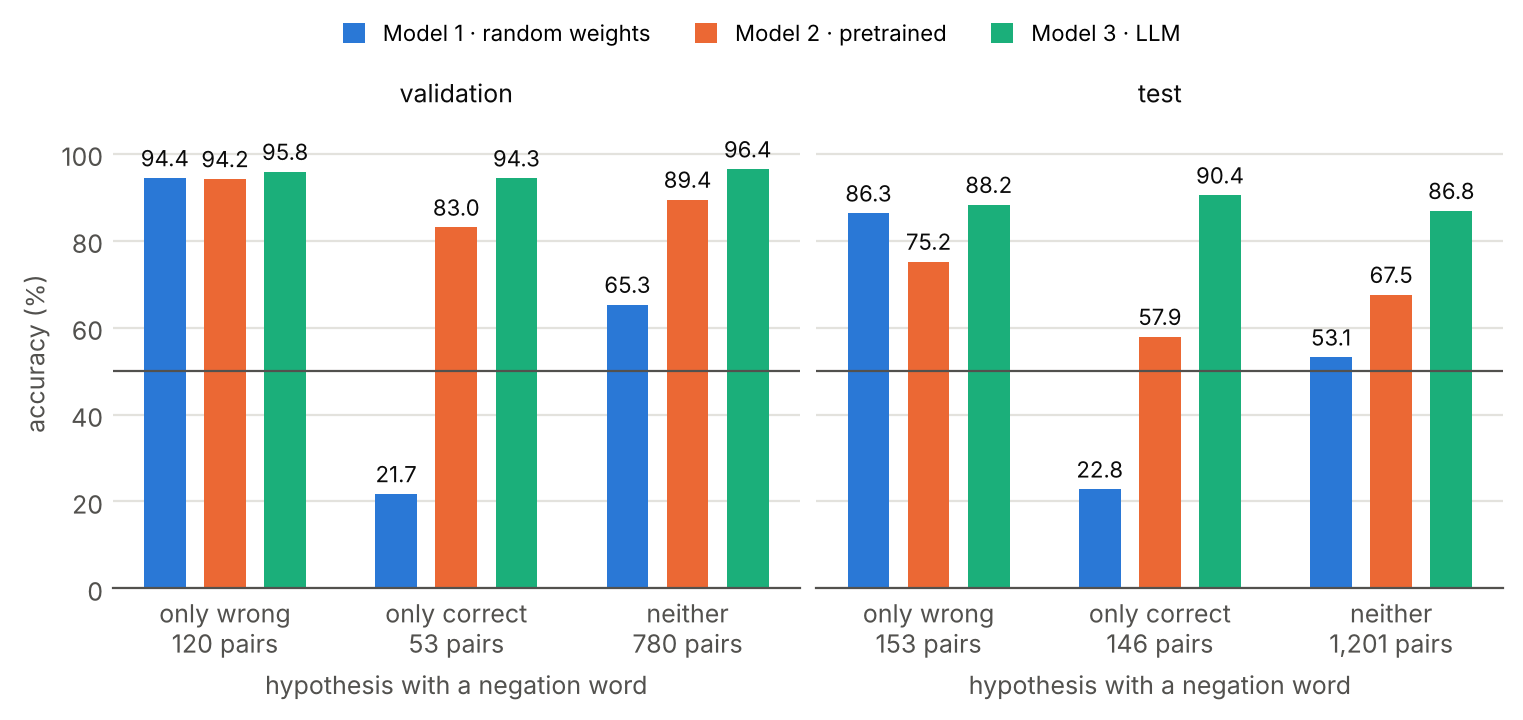 Model 1 · random weights Model 2 · pretrained Model 3 · LLM
validation
test
accuracy (%)
100
80
60
40
20
0
94.4 94.2 95.8
21.7 83.0 94.3
65.3 89.4 96.4
86.3 75.2 88.2
22.8 57.9 90.4
53.1 67.5 86.8
only wrong
120 pairs
only correct
53 pairs
neither
780 pairs
hypothesis with a negation word
only wrong
153 pairs
only correct
146 pairs
neither
1,201 pairs
hypothesis with a negation word